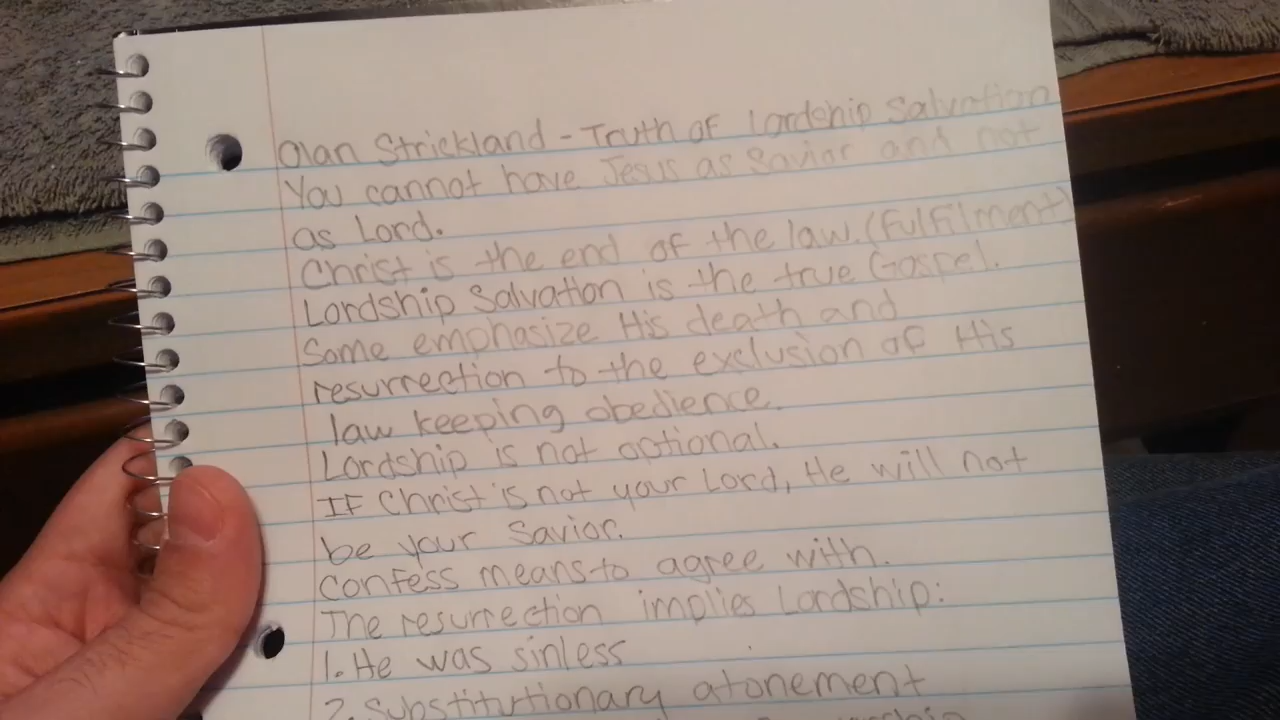 Olan Strickland - Truth of Lordship Salvation
You cannot have Jesus as Savior and not
as Lord.
Christ is the end of the law. (fulfilment)
Lordship Salvation is the true Gospel.
Some emphasize His death and
resurrection to the exclusion of His
law keeping obedience.
Lordship is not optional.
IF Christ is not your Lord, He will not
be your Savior.
Confess means to agree with.
The resurrection implies Lordship:
1. He was sinless
2. Substitutionary atonement